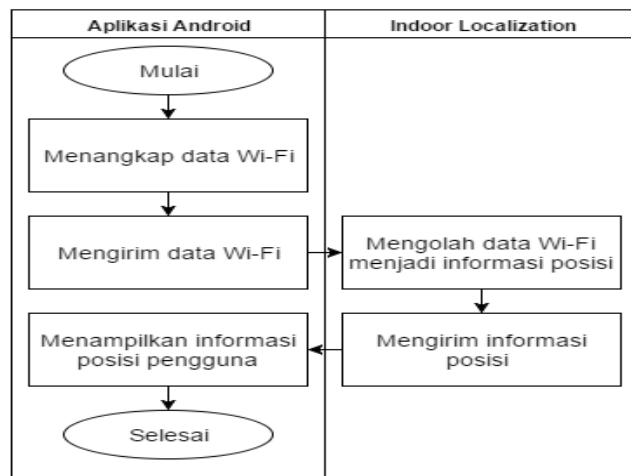 Aplikasi Android
Indoor Localization
Mulai
Menangkap data Wi-Fi
Mengirim data Wi-Fi
Mengolah data Wi-Fi
menjadi informasi posisi
Mengirim informasi
posisi
Menampilkan informasi
posisi pengguna
Selesai